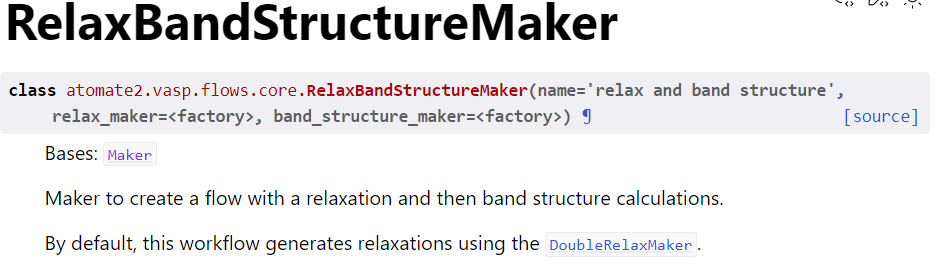 RelaxBandStructureMaker
class atomate2.vasp.flows.core.RelaxBandStructureMaker(name='relax and band structure',
relax_maker=<factory>, band_structure_maker=<factory>) ¶ [source]
Bases: Maker
Maker to create a flow with a relaxation and then band structure calculations.
By default, this workflow generates relaxations using the DoubleRelaxMaker.